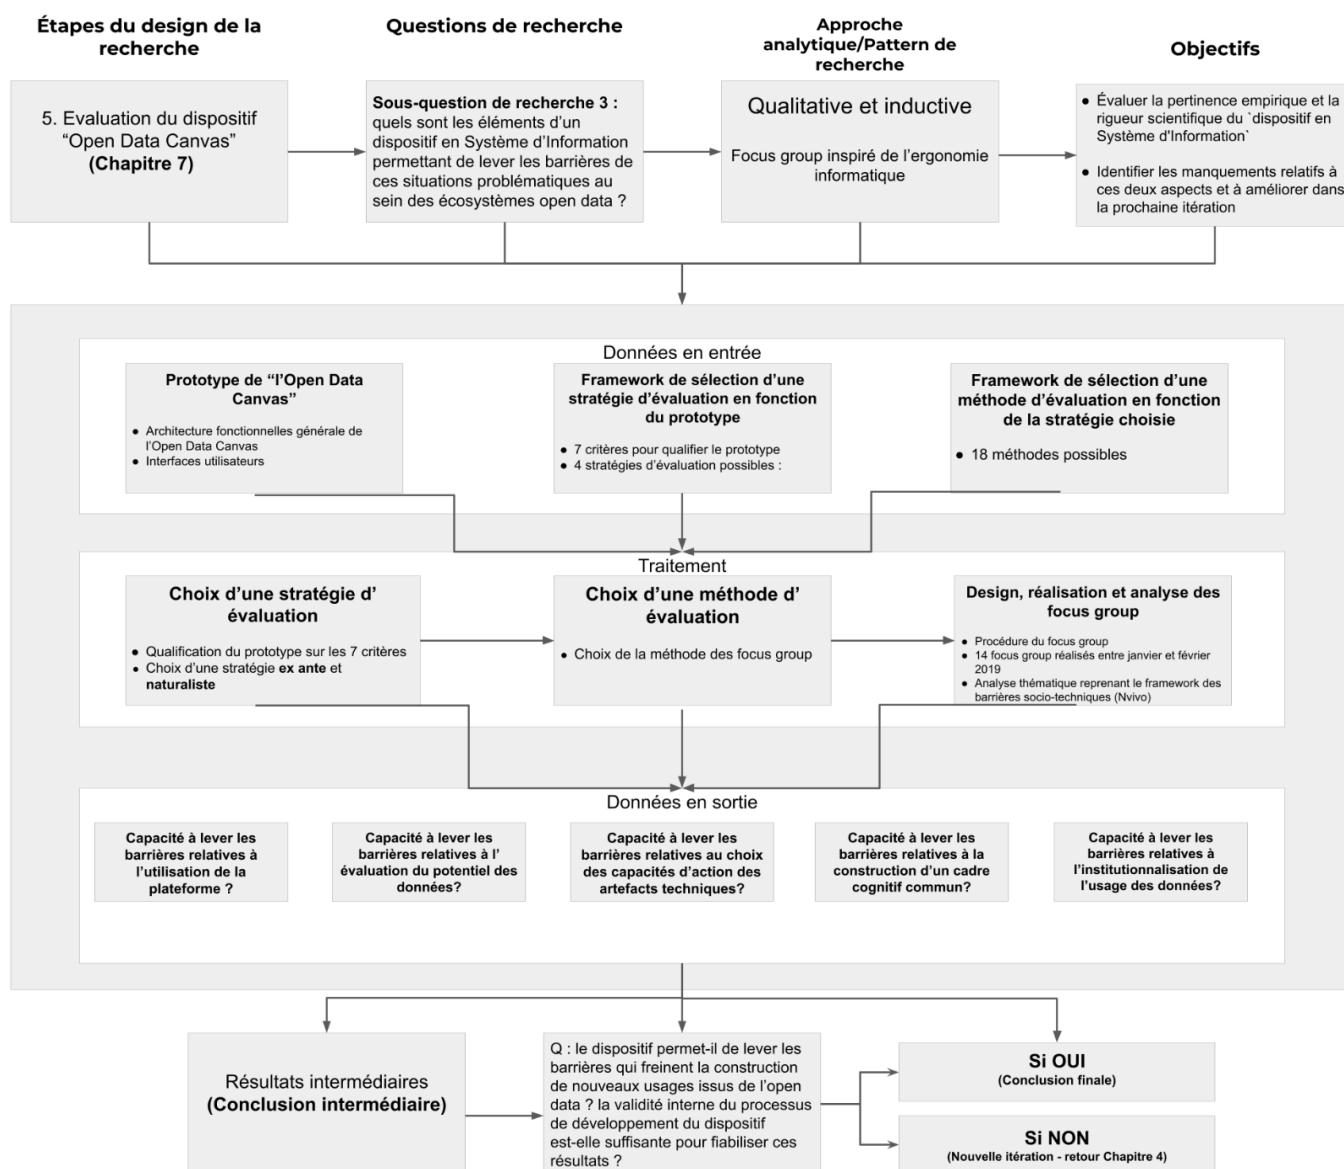 Étapes du design de la
recherche
Questions de recherche
Approche
analytique/Pattern de
recherche
Objectifs
5. Evaluation du dispositif
“Open Data Canvas”
(Chapitre 7)
Sous-question de recherche 3 :
quels sont les éléments d’un
dispositif en Système d’Information
permettant de lever les barrières de
ces situations problématiques au
sein des écosystèmes open data ?
Qualitative et inductive
Focus group inspiré de l’ergonomie
informatique
● Évaluer la pertinence empirique et la
rigueur scientifique du `dispositif en
Système d'Information`
● Identifier les manquements relatifs à
ces deux aspects et à améliorer dans
la prochaine itération
Données en entrée
Prototype de “l’Open Data
Canvas”
● Architecture fonctionnelles générale de
l’Open Data Canvas
● Interfaces utilisateurs
Framework de sélection d’une
stratégie d’évaluation en fonction
du prototype
● 7 critères pour qualifier le prototype
● 4 stratégies d’évaluation possibles :
Framework de sélection d’une
méthode d’évaluation en fonction
de la stratégie choisie
● 18 méthodes possibles
Traitement
Choix d’une stratégie d’
évaluation
● Qualification du prototype sur les 7 critères
● Choix d’une stratégie ex ante et
naturaliste
Choix d’une méthode d’
évaluation
● Choix de la méthode des focus group
Design, réalisation et analyse des
focus group
● Procédure du focus group
● 14 focus group réalisés entre janvier et février
2019
● Analyse thématique reprenant le framework des
barrières socio-techniques (Nvivo)
Données en sortie
Capacité à lever les
barrières relatives à
l’utilisation de la
plateforme ?
Capacité à lever les
barrières relatives à l’
évaluation du potentiel des
données?
Capacité à lever les
barrières relatives au choix
des capacités d’action des
artefacts techniques?
Capacité à lever les
barrières relatives à la
construction d’un cadre
cognitif commun?
Capacité à lever les
barrières relatives à
l’institutionnalisation de
l’usage des données?
Résultats intermédiaires
(Conclusion intermédiaire)
Q : le dispositif permet-il de lever les
barrières qui freinent la construction
de nouveaux usages issus de l’open
data ? la validité interne du processus
de développement du dispositif
est-elle suffisante pour fiabiliser ces
résultats ?
Si OUI
(Conclusion finale)
Si NON
(Nouvelle itération - retour Chapitre 4)